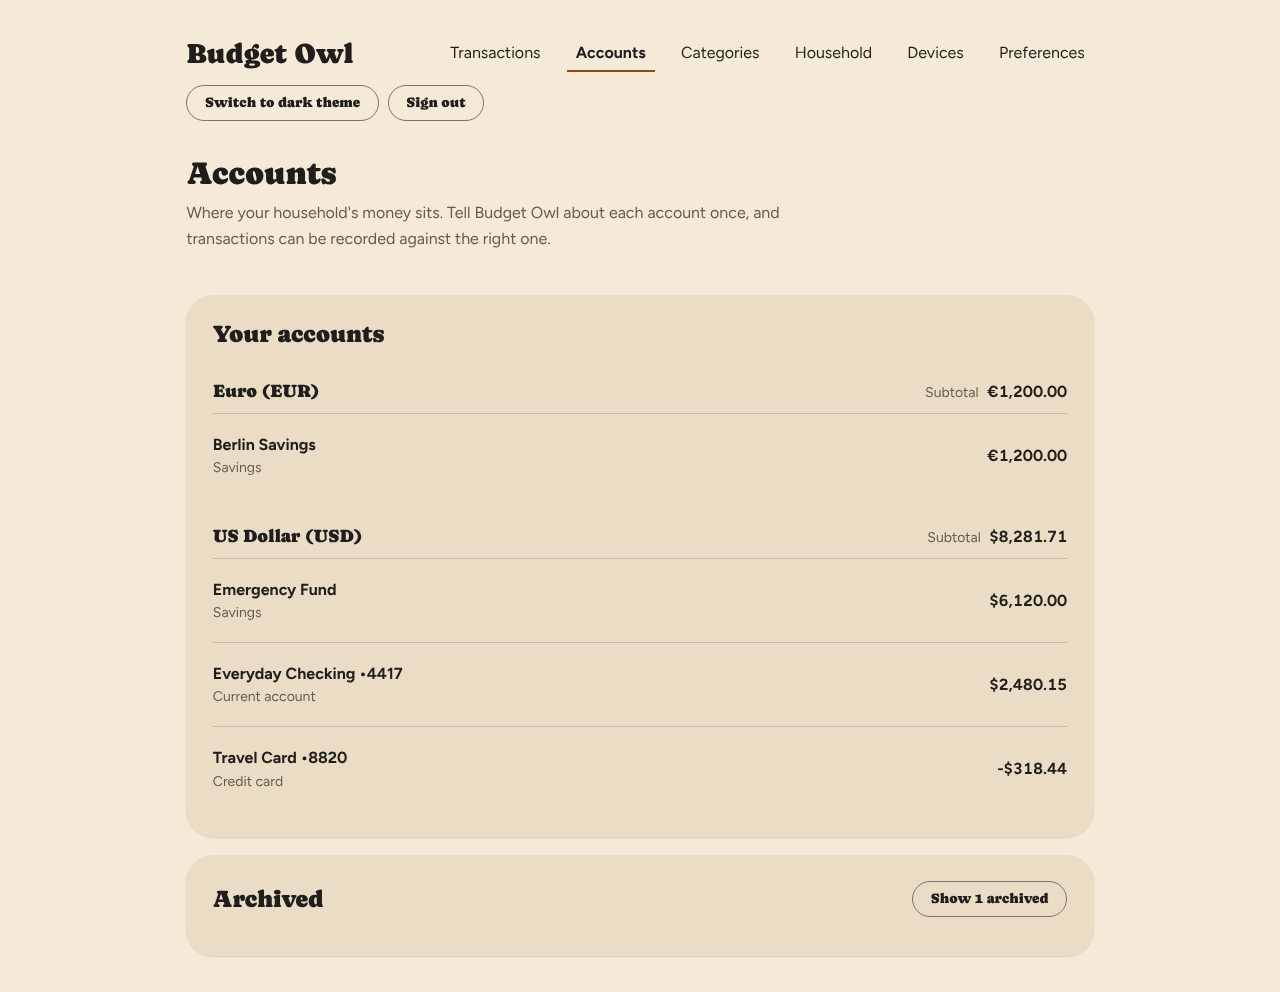 Budget Owl
Transactions Accounts Categories Household Devices Preferences
Switch to dark theme Sign out
Accounts
Where your household's money sits. Tell Budget Owl about each account once, and
transactions can be recorded against the right one.
Your accounts
Euro (EUR) Subtotal €1,200.00
Berlin Savings
Savings
€1,200.00
US Dollar (USD) Subtotal $8,281.71
Emergency Fund
Savings
$6,120.00
Everyday Checking •4417
Current account
$2,480.15
Travel Card •8820
Credit card
-$318.44
Archived Show 1 archived